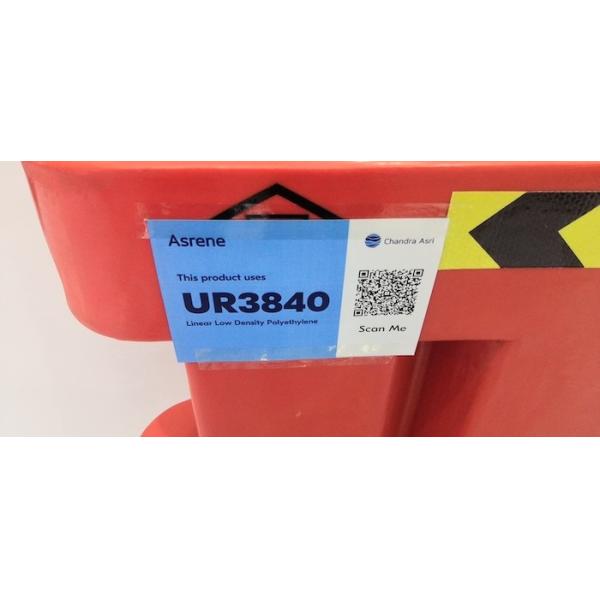 Asrene
Chandra Asri
This product uses
UR3840
Linear Low Density Polyethylene
Scan Me